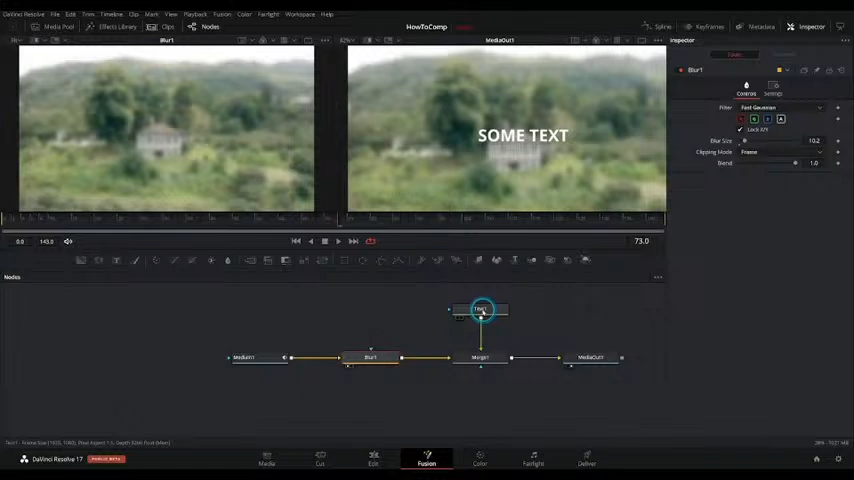 DaVinci Resolve File Edit Trim Timeline Clip Mark View Playback Fusion Color Fairlight Workspace Help
Media Pool Effects Library Clips Nodes HowToComp Spline Keyframes Metadata Inspector
Blur1 MediaOut1 Inspector
Blur1
Controls Settings
Filter Fast Gaussian
Lock X/Y
Blur Size 10.2
Clipping Mode Frame
Blend 1.0
SOME TEXT
0.0 143.0 73.0
Nodes
Text1
MediaIn1 Blur1 Merge1 MediaOut1
DaVinci Resolve 17 PUBLIC BETA Media Cut Edit Fusion Color Fairlight Deliver